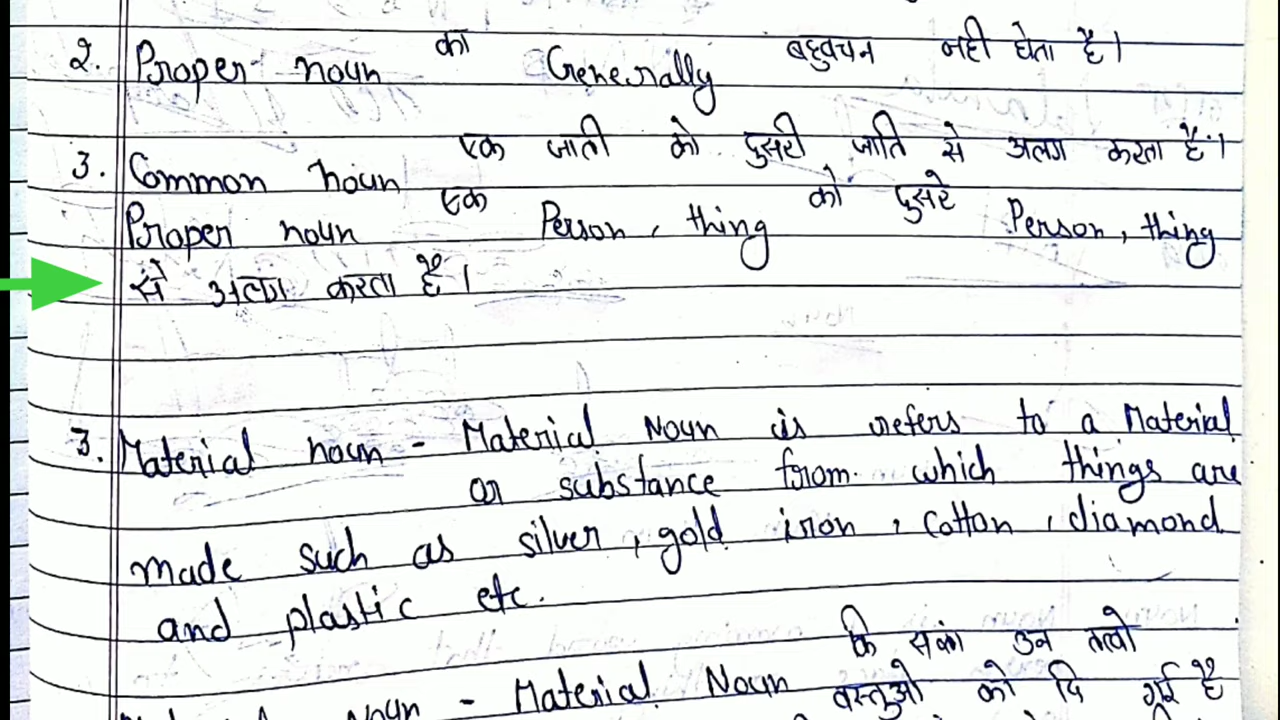 2. Proper noun का Generally बहुवचन नही होता है।
3. Common noun एक जाती को दुसरी जाति से अलग करता है।
Proper noun एक Person, thing को दुसरे Person, thing
से अलग करता है।
3. Material noun - Material Noun is refers to a Material
or substance from which things are
made such as silver, gold iron, cotton, diamond
and plastic etc.
Noun - Material Noun कि उन तत्वो
वस्तुओ को दि गई है